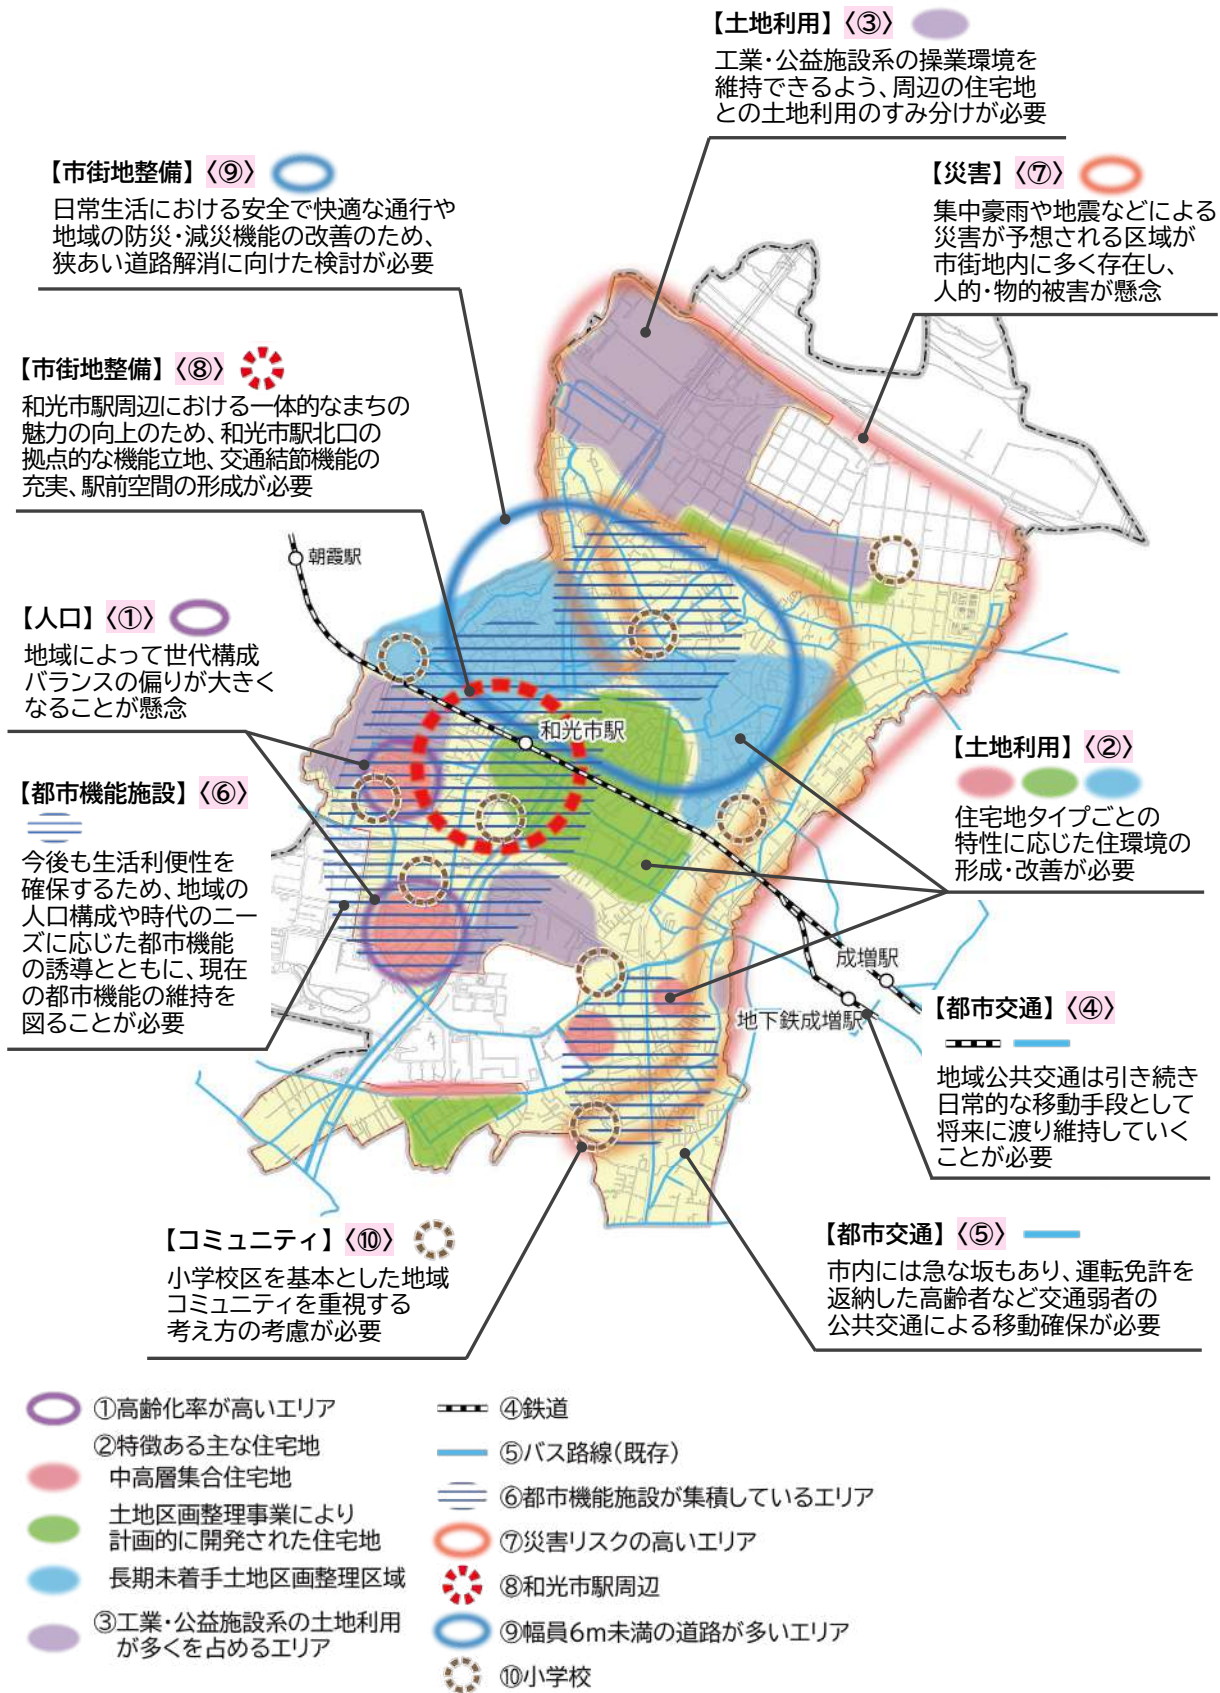 【土地利用】〈③〉
工業・公益施設系の操業環境を
維持できるよう、周辺の住宅地
との土地利用のすみ分けが必要
【市街地整備】〈⑨〉
日常生活における安全で快適な通行や
地域の防災・減災機能の改善のため、
狭あい道路解消に向けた検討が必要
【災害】〈⑦〉
集中豪雨や地震などによる
災害が予想される区域が
市街地内に多く存在し、
人的・物的被害が懸念
【市街地整備】〈⑧〉
和光市駅周辺における一体的なまちの
魅力の向上のため、和光市駅北口の
拠点的な機能立地、交通結節機能の
充実、駅前空間の形成が必要
朝霞駅
【人口】〈①〉
地域によって世代構成
バランスの偏りが大きく
なることが懸念
和光市駅
【土地利用】〈②〉
住宅地タイプごとの
特性に応じた住環境の
形成・改善が必要
【都市機能施設】〈⑥〉
今後も生活利便性を
確保するため、地域の
人口構成や時代のニー
ズに応じた都市機能
の誘導とともに、現在
の都市機能の維持を
図ることが必要
成増駅
地下鉄成増駅
【都市交通】〈④〉
地域公共交通は引き続き
日常的な移動手段として
将来に渡り維持していく
ことが必要
【コミュニティ】〈⑩〉
小学校区を基本とした地域
コミュニティを重視する
考え方の考慮が必要
【都市交通】〈⑤〉
市内には急な坂もあり、運転免許を
返納した高齢者など交通弱者の
公共交通による移動確保が必要
①高齢化率が高いエリア
②特徴ある主な住宅地
中高層集合住宅地
土地区画整理事業により
計画的に開発された住宅地
長期未着手土地区画整理区域
③工業・公益施設系の土地利用
が多くを占めるエリア
④鉄道
⑤バス路線（既存）
⑥都市機能施設が集積しているエリア
⑦災害リスクの高いエリア
⑧和光市駅周辺
⑨幅員6m未満の道路が多いエリア
⑩小学校